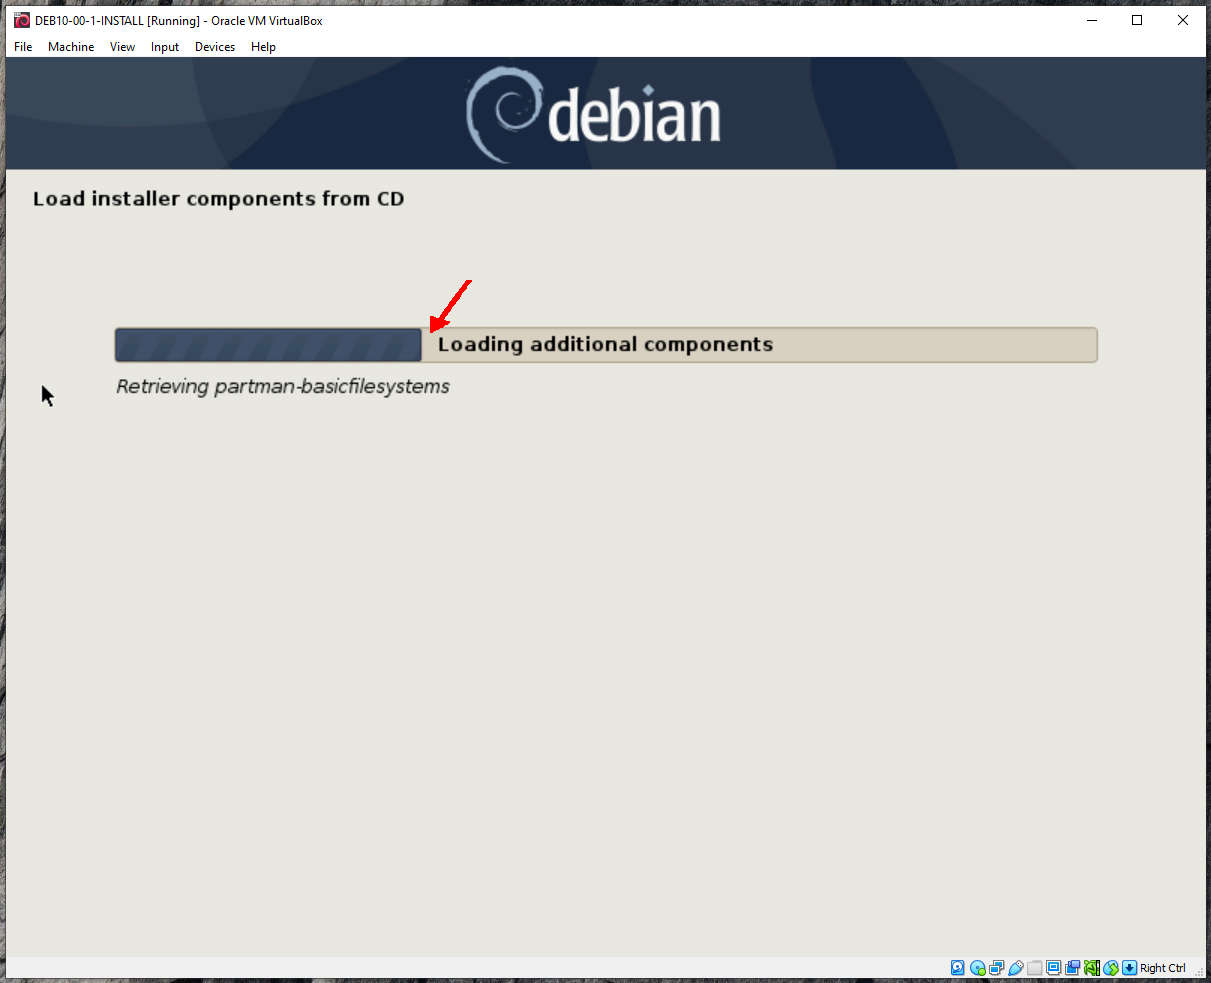 DEB10-00-1-INSTALL [Running] - Oracle VM VirtualBox
File Machine View Input Devices Help
debian
Load installer components from CD
Loading additional components
Retrieving partman-basicfilesystems
Right Ctrl